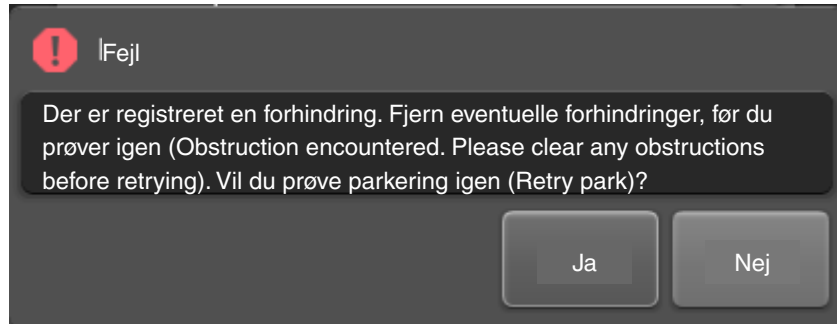 Fejl
Der er registreret en forhindring. Fjern eventuelle forhindringer, før du
prøver igen (Obstruction encountered. Please clear any obstructions
before retrying). Vil du prøve parkering igen (Retry park)?
Ja
Nej